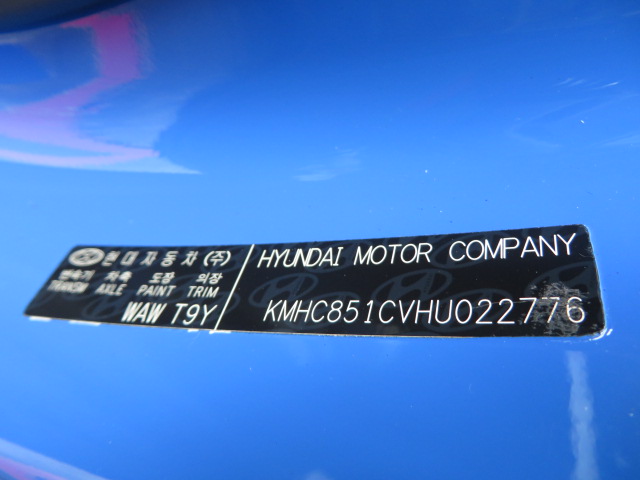 현대자동차(주)
변속기 차축 도장 의장
TRANSM AXLE PAINT TRIM
WAW T9Y
HYUNDAI MOTOR COMPANY
KMHC851CVHU022776